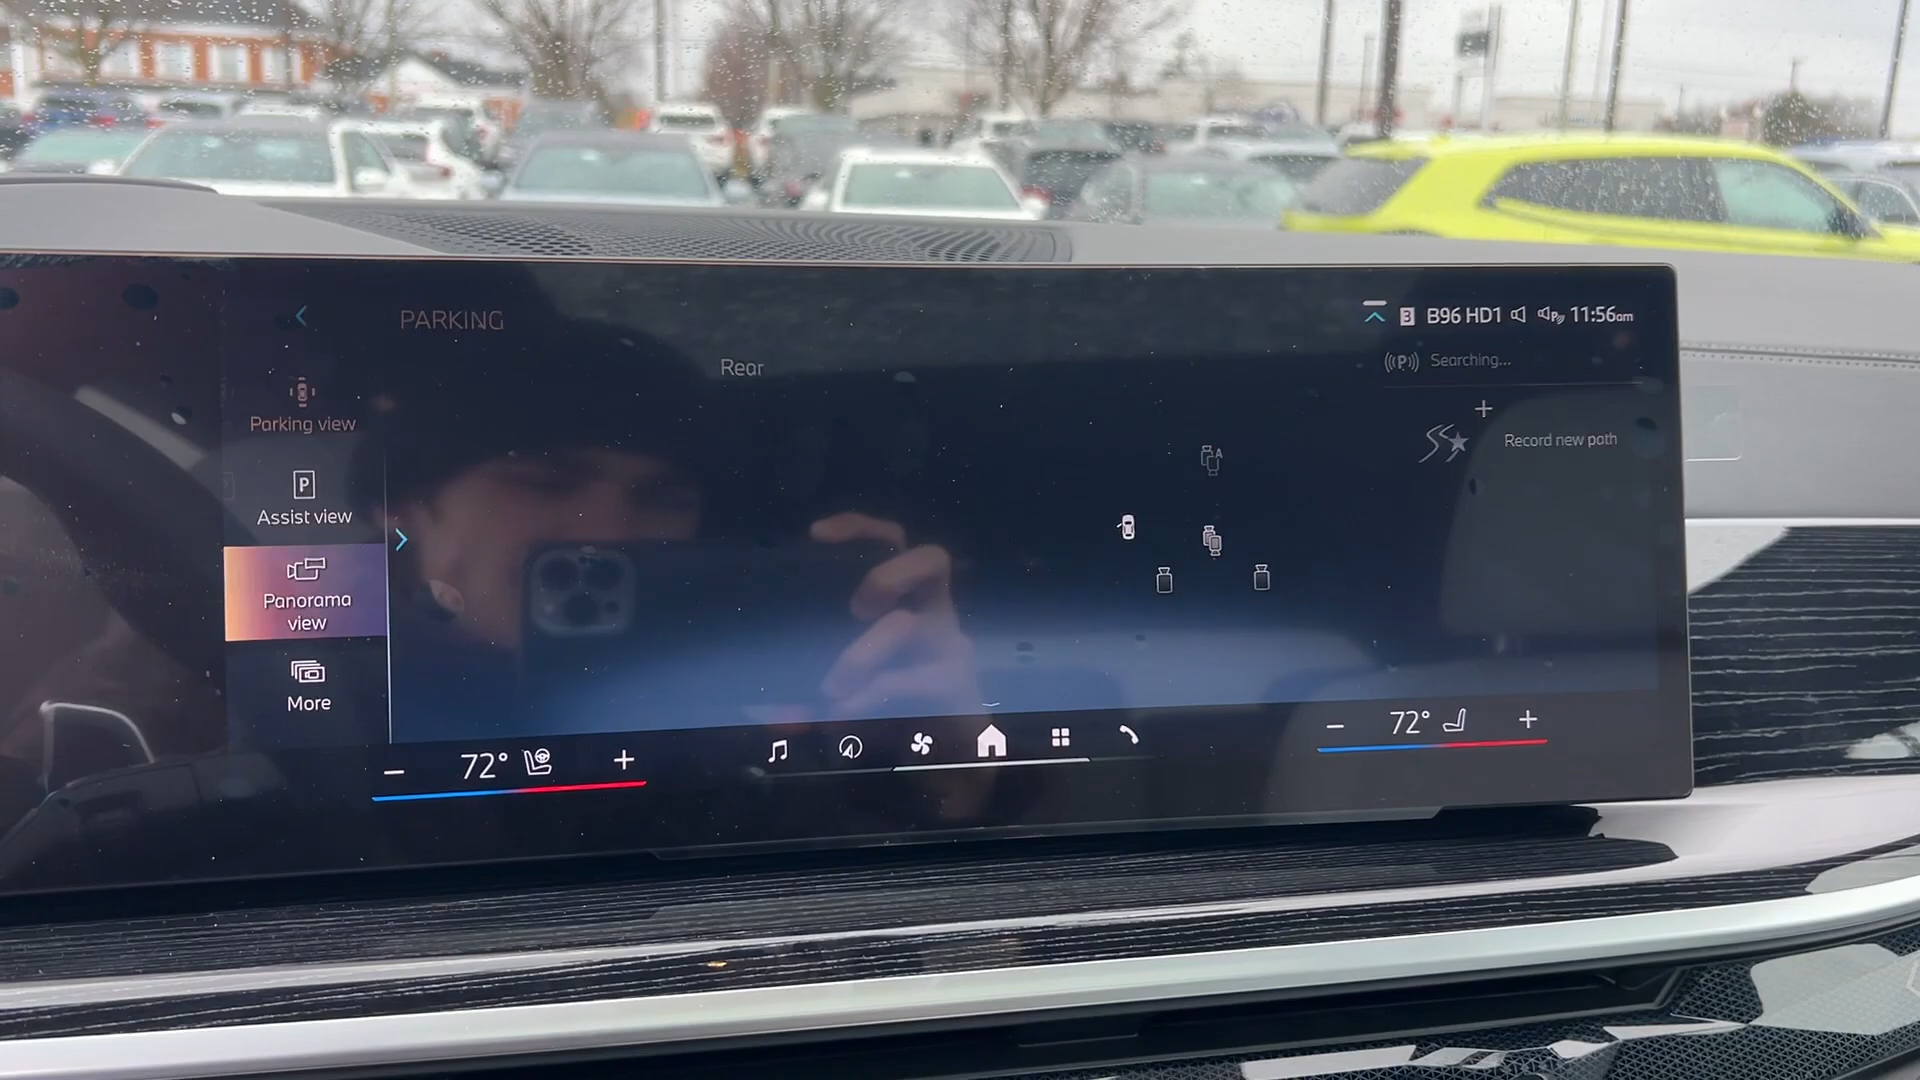 PARKING
3 B96 HD1 11:56am
Rear
(P) Searching...
Parking view
Record new path
P
Assist view
A
Panorama
view
More
72°
72°